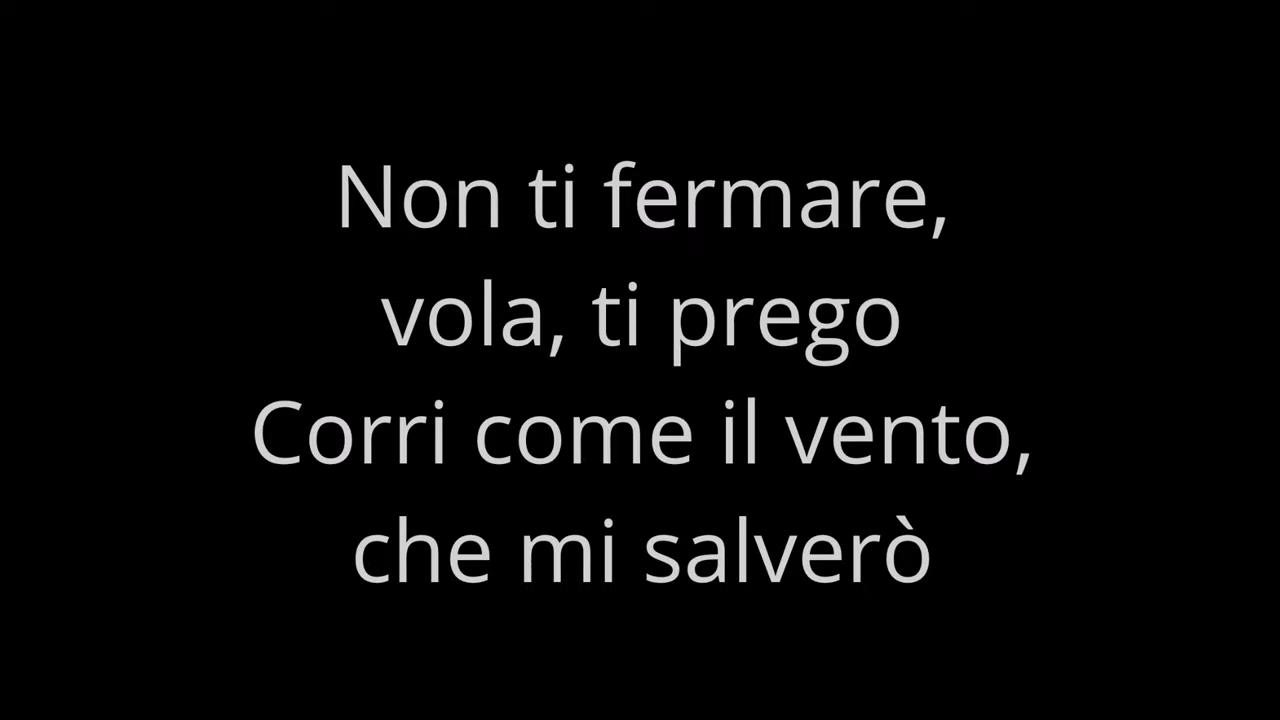 Non ti fermare,
vola, ti prego
Corri come il vento,
che mi salverò